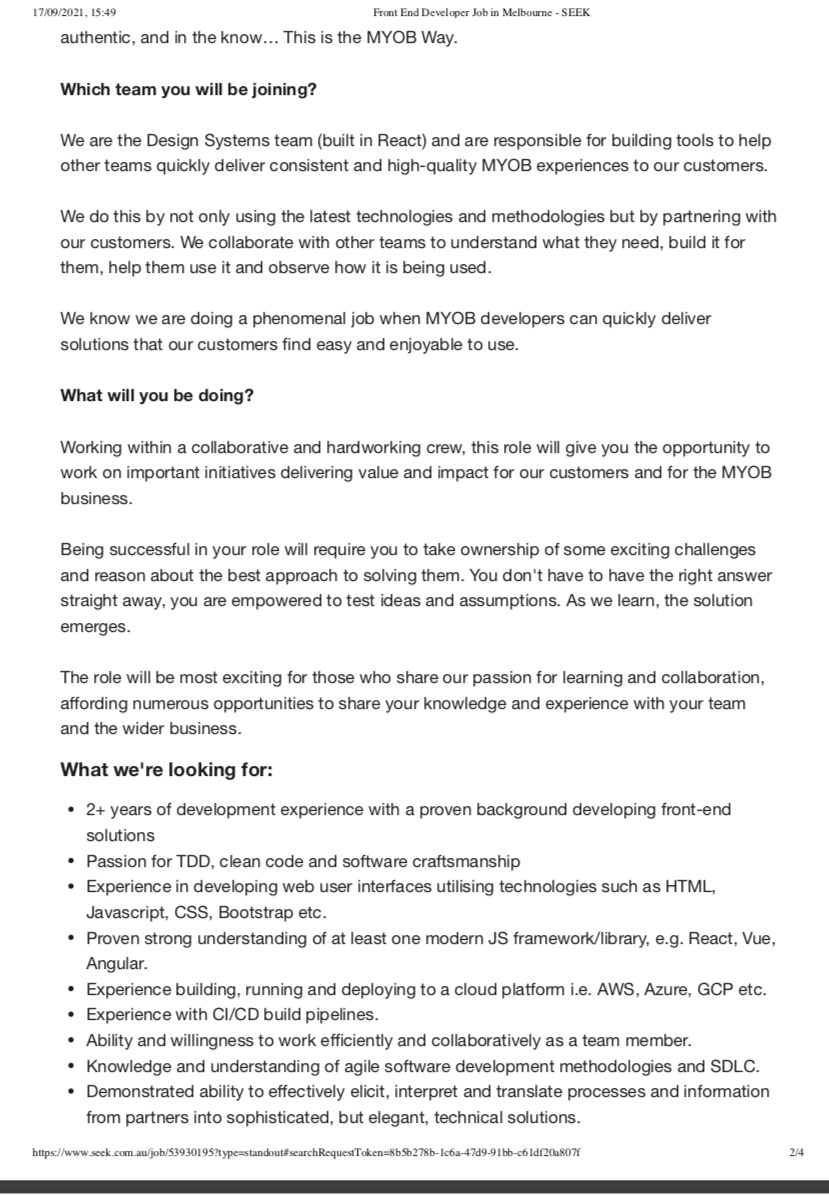 17/09/2021, 15:49 Front End Developer Job in Melbourne - SEEK
authentic, and in the know… This is the MYOB Way.
Which team you will be joining?
We are the Design Systems team (built in React) and are responsible for building tools to help
other teams quickly deliver consistent and high-quality MYOB experiences to our customers.
We do this by not only using the latest technologies and methodologies but by partnering with
our customers. We collaborate with other teams to understand what they need, build it for
them, help them use it and observe how it is being used.
We know we are doing a phenomenal job when MYOB developers can quickly deliver
solutions that our customers find easy and enjoyable to use.
What will you be doing?
Working within a collaborative and hardworking crew, this role will give you the opportunity to
work on important initiatives delivering value and impact for our customers and for the MYOB
business.
Being successful in your role will require you to take ownership of some exciting challenges
and reason about the best approach to solving them. You don't have to have the right answer
straight away, you are empowered to test ideas and assumptions. As we learn, the solution
emerges.
The role will be most exciting for those who share our passion for learning and collaboration,
affording numerous opportunities to share your knowledge and experience with your team
and the wider business.
What we're looking for:
• 2+ years of development experience with a proven background developing front-end
solutions
• Passion for TDD, clean code and software craftsmanship
• Experience in developing web user interfaces utilising technologies such as HTML,
Javascript, CSS, Bootstrap etc.
• Proven strong understanding of at least one modern JS framework/library, e.g. React, Vue,
Angular.
• Experience building, running and deploying to a cloud platform i.e. AWS, Azure, GCP etc.
• Experience with CI/CD build pipelines.
• Ability and willingness to work efficiently and collaboratively as a team member.
• Knowledge and understanding of agile software development methodologies and SDLC.
• Demonstrated ability to effectively elicit, interpret and translate processes and information
from partners into sophisticated, but elegant, technical solutions.
https://www.seek.com.au/job/53930195?type=standout#searchRequestToken=8b5b278b-1c6a-47d9-91bb-c61df20a807f 2/4